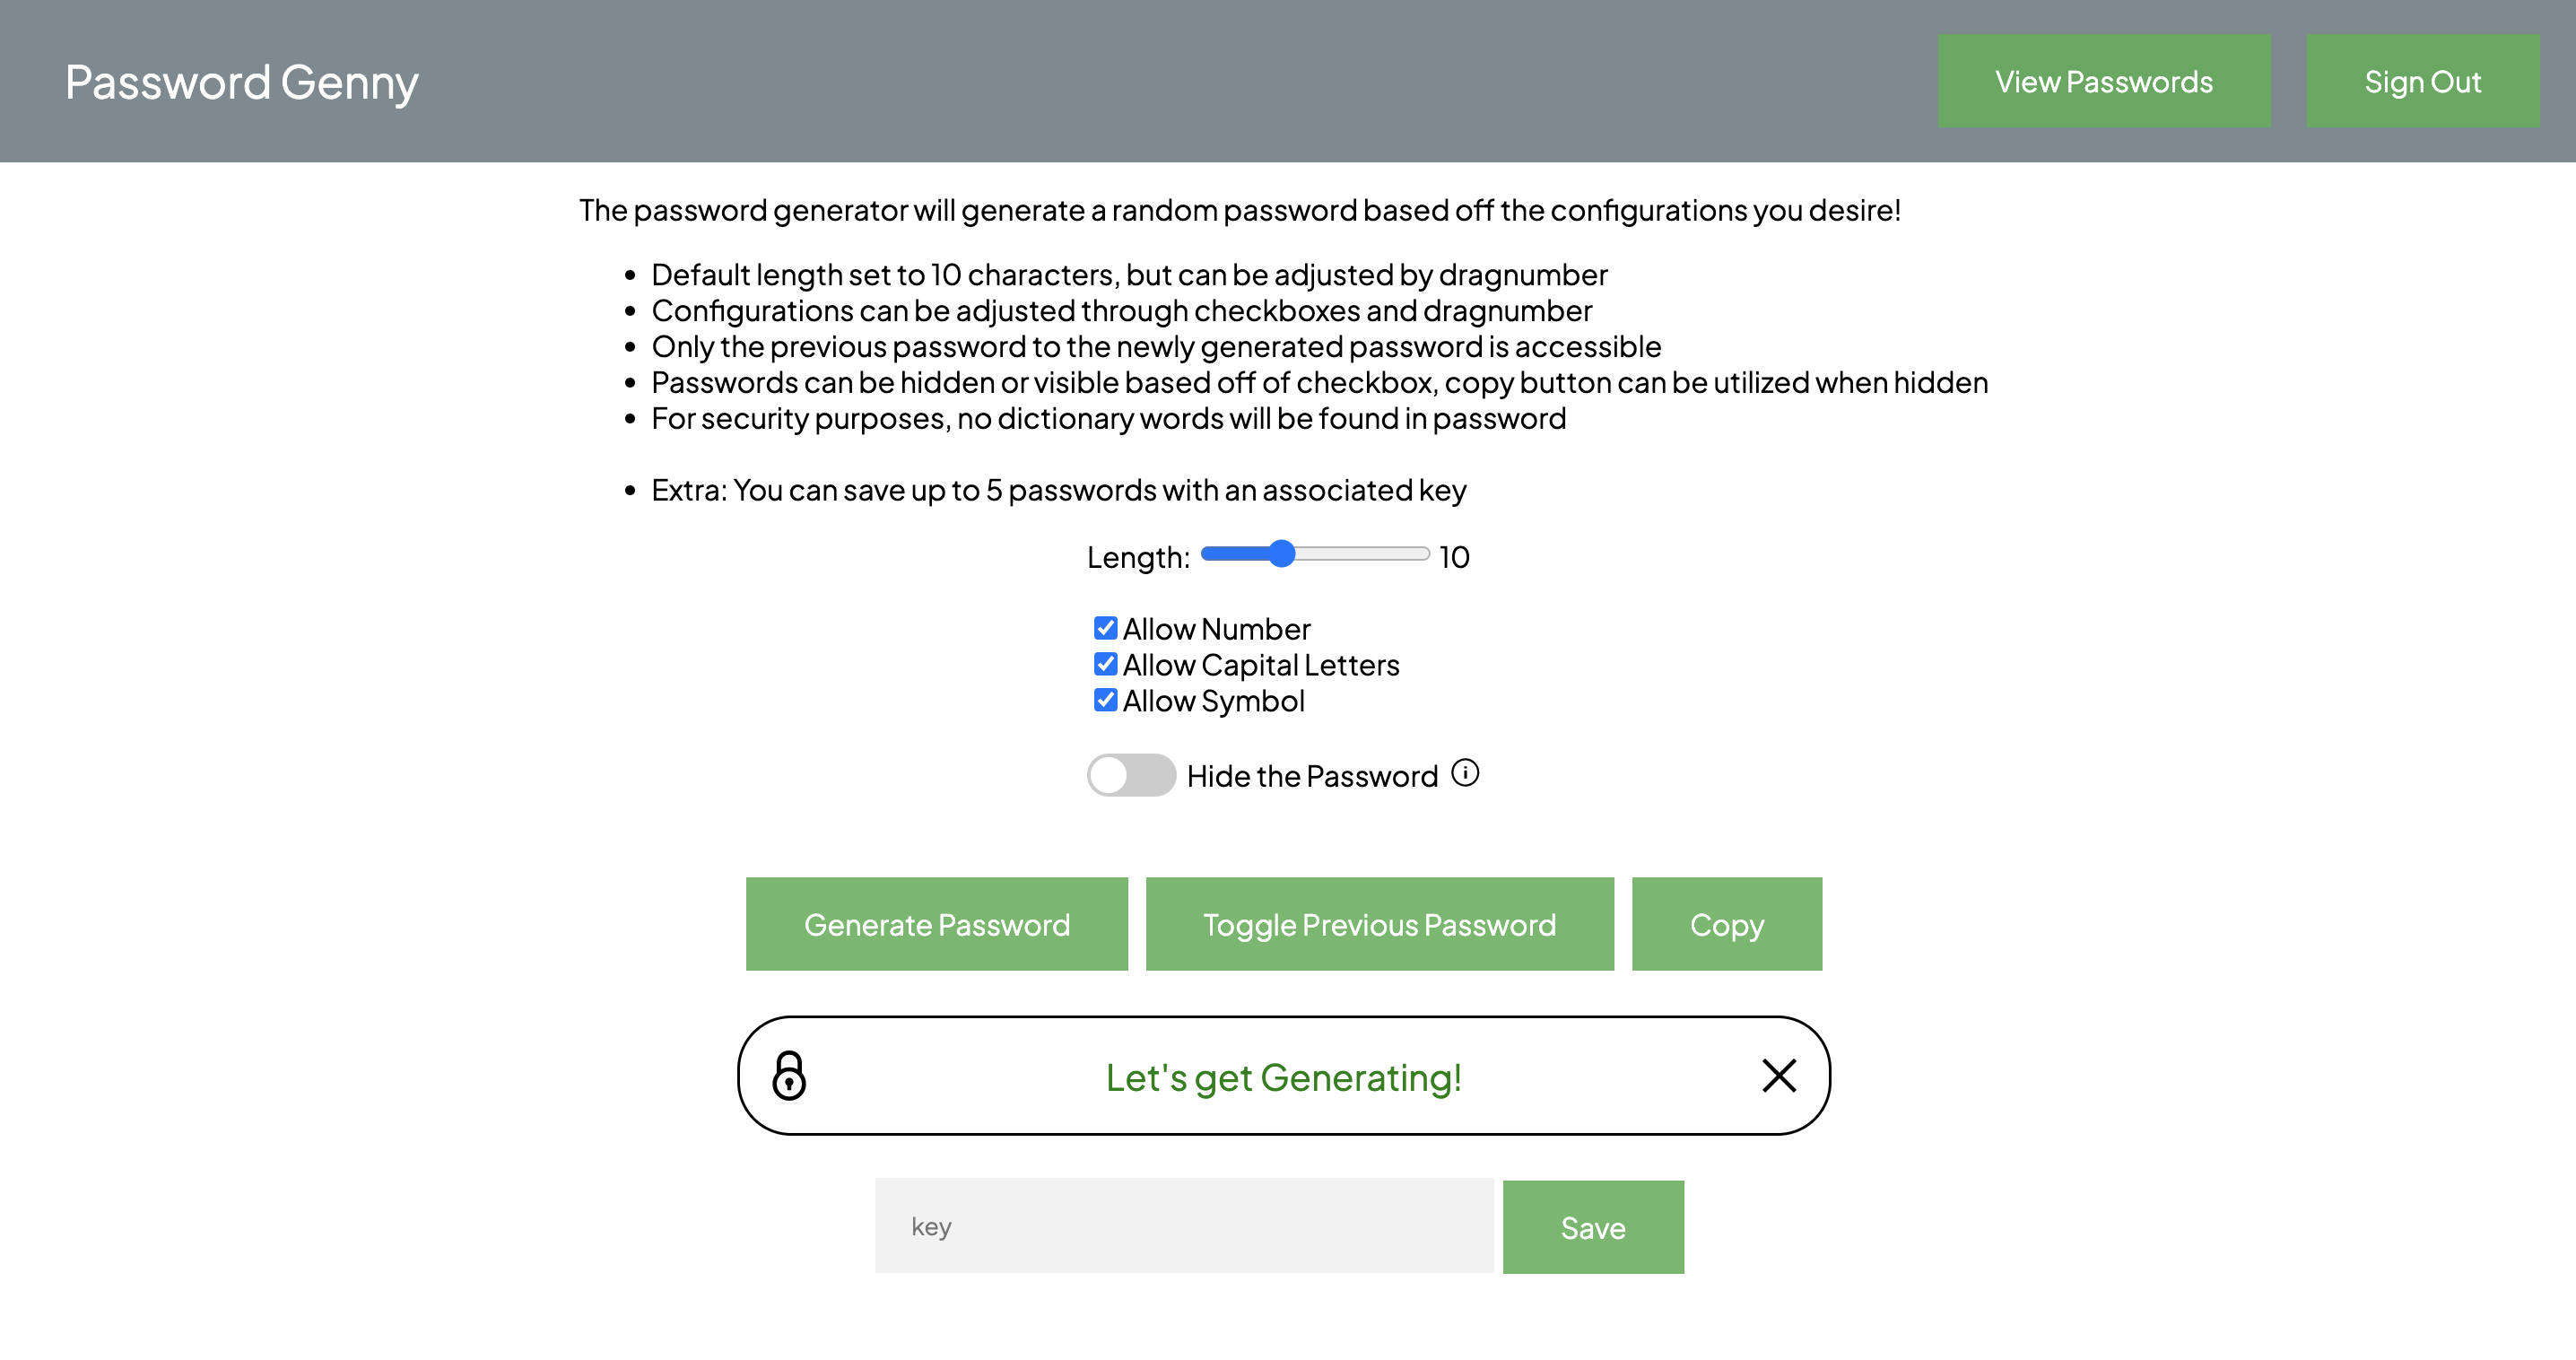 Password Genny
View Passwords
Sign Out
The password generator will generate a random password based off the configurations you desire!
Default length set to 10 characters, but can be adjusted by dragnumber
Configurations can be adjusted through checkboxes and dragnumber
Only the previous password to the newly generated password is accessible
Passwords can be hidden or visible based off of checkbox, copy button can be utilized when hidden
For security purposes, no dictionary words will be found in password
Extra: You can save up to 5 passwords with an associated key
Length: 10
Allow Number
Allow Capital Letters
Allow Symbol
Hide the Password
Generate Password
Toggle Previous Password
Copy
Let's get Generating!
key
Save